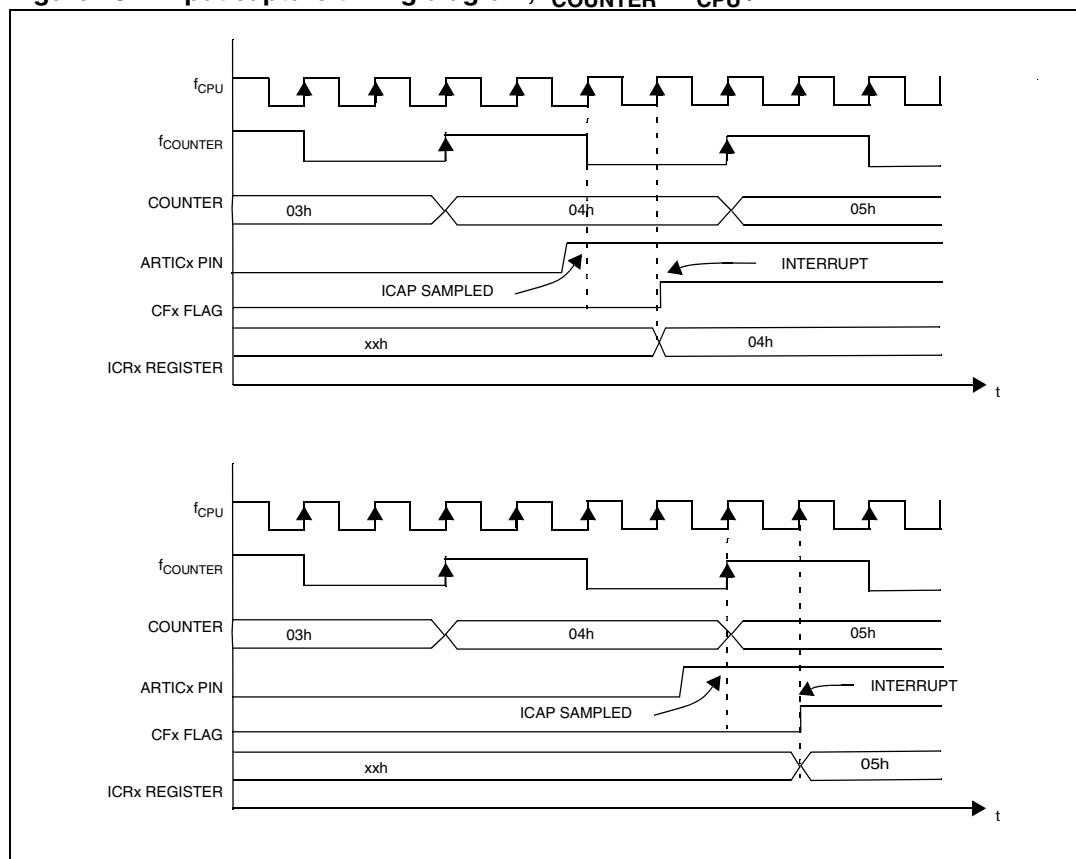 fCPU
fCOUNTER
COUNTER
03h
04h
05h
ARTICx PIN
INTERRUPT
ICAP SAMPLED
CFx FLAG
xxh
04h
ICRx REGISTER
t
fCPU
fCOUNTER
COUNTER
03h
04h
05h
ARTICx PIN
INTERRUPT
ICAP SAMPLED
CFx FLAG
xxh
05h
ICRx REGISTER
t